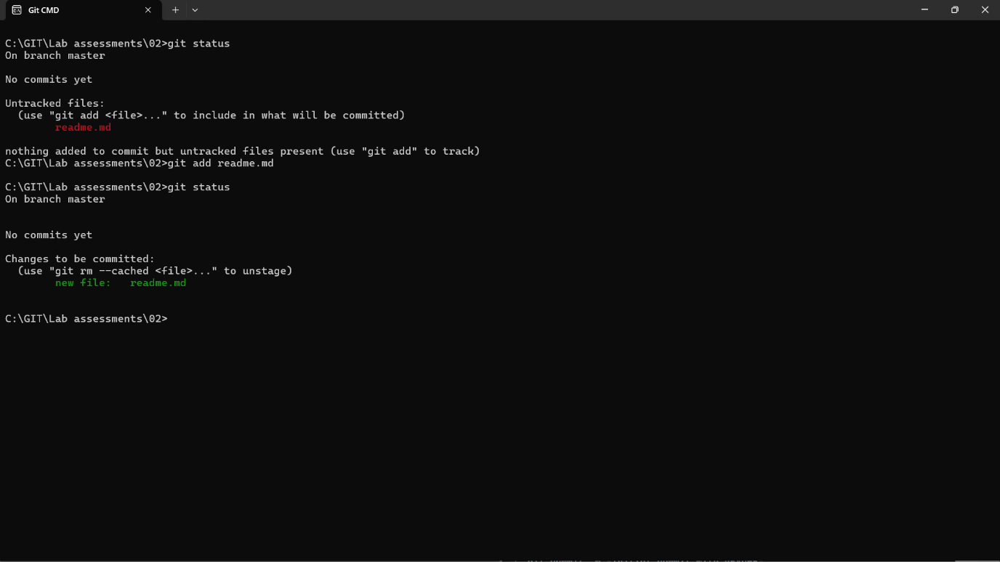 Git CMD
C:\GIT\Lab assessments\02>git status
On branch master
No commits yet
Untracked files:
(use "git add <file>..." to include in what will be committed)
readme.md
nothing added to commit but untracked files present (use "git add" to track)
C:\GIT\Lab assessments\02>git add readme.md
C:\GIT\Lab assessments\02>git status
On branch master
No commits yet
Changes to be committed:
(use "git rm --cached <file>..." to unstage)
new file:   readme.md
C:\GIT\Lab assessments\02>